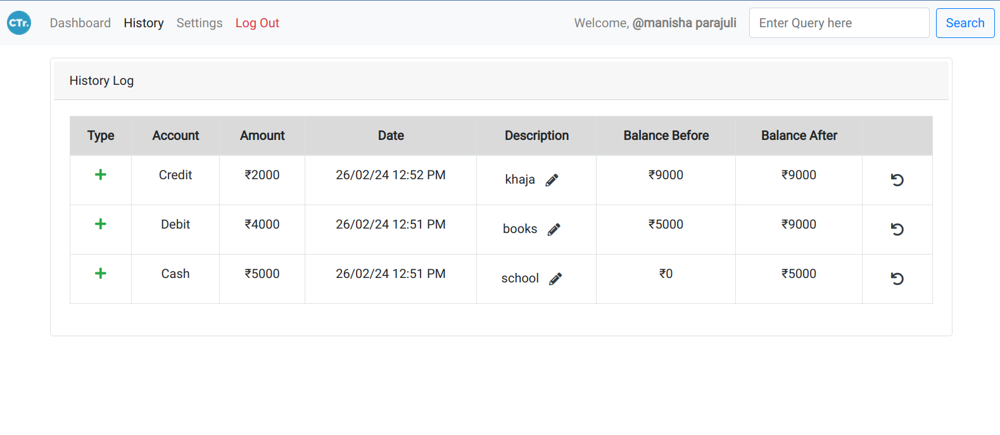 CTr. Dashboard History Settings Log Out Welcome, @manisha parajuli Enter Query here Search
History Log
Type Account Amount Date Description Balance Before Balance After
Credit ₹2000 26/02/24 12:52 PM khaja ₹9000 ₹9000
Debit ₹4000 26/02/24 12:51 PM books ₹5000 ₹9000
Cash ₹5000 26/02/24 12:51 PM school ₹0 ₹5000